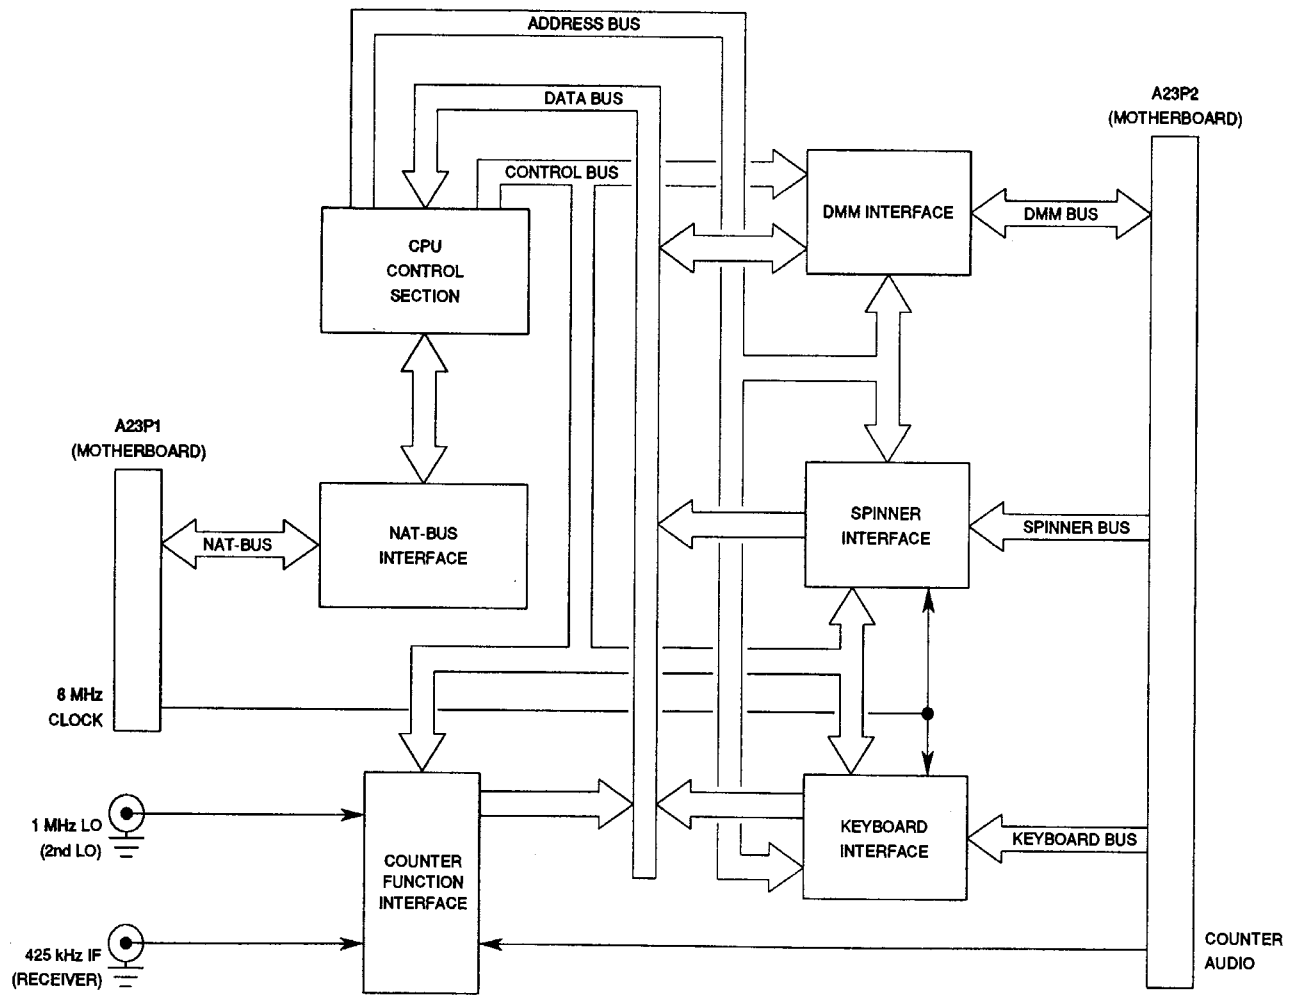 ADDRESS BUS
DATA BUS
A23P2
(MOTHERBOARD)
CONTROL BUS
DMM INTERFACE
DMM BUS
CPU
CONTROL
SECTION
A23P1
(MOTHERBOARD)
NAT-BUS
NAT-BUS
INTERFACE
SPINNER
INTERFACE
SPINNER BUS
8 MHz
CLOCK
1 MHz LO
(2nd LO)
COUNTER
FUNCTION
INTERFACE
KEYBOARD
INTERFACE
KEYBOARD BUS
425 kHz IF
(RECEIVER)
COUNTER
AUDIO